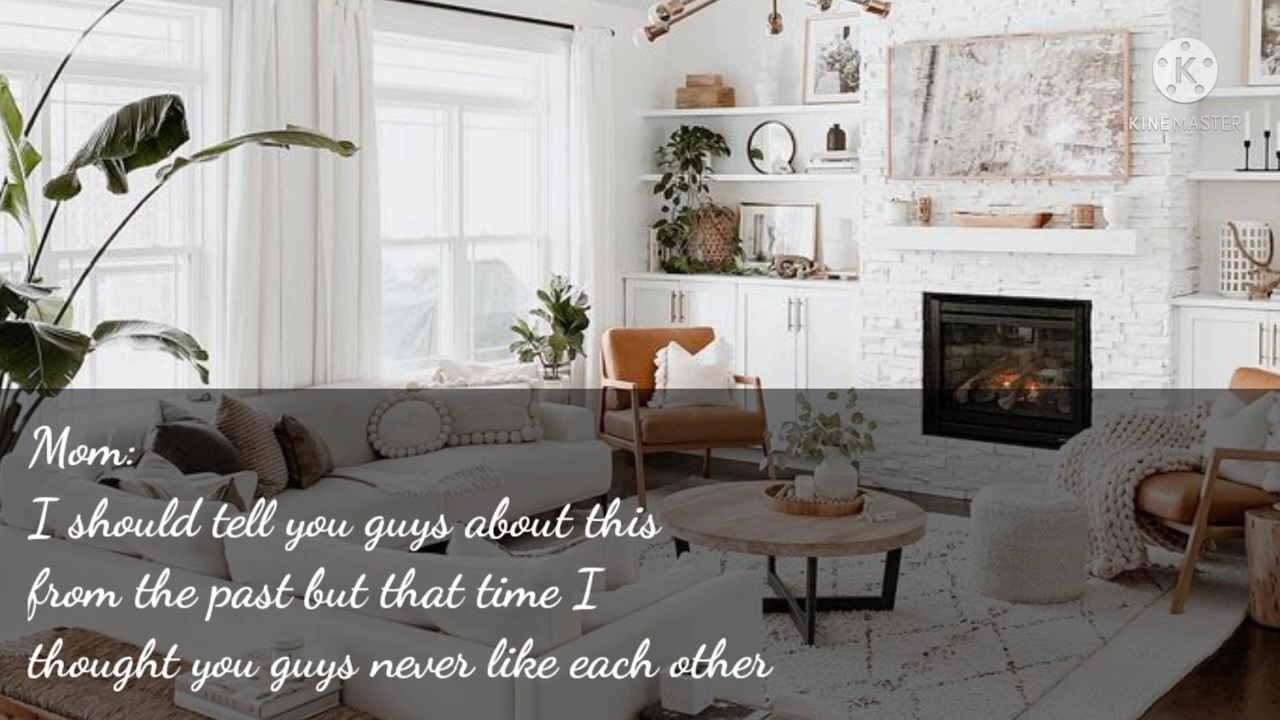 KINEMASTER
Mom:
I should tell you guys about this
from the past but that time I
thought you guys never like each other